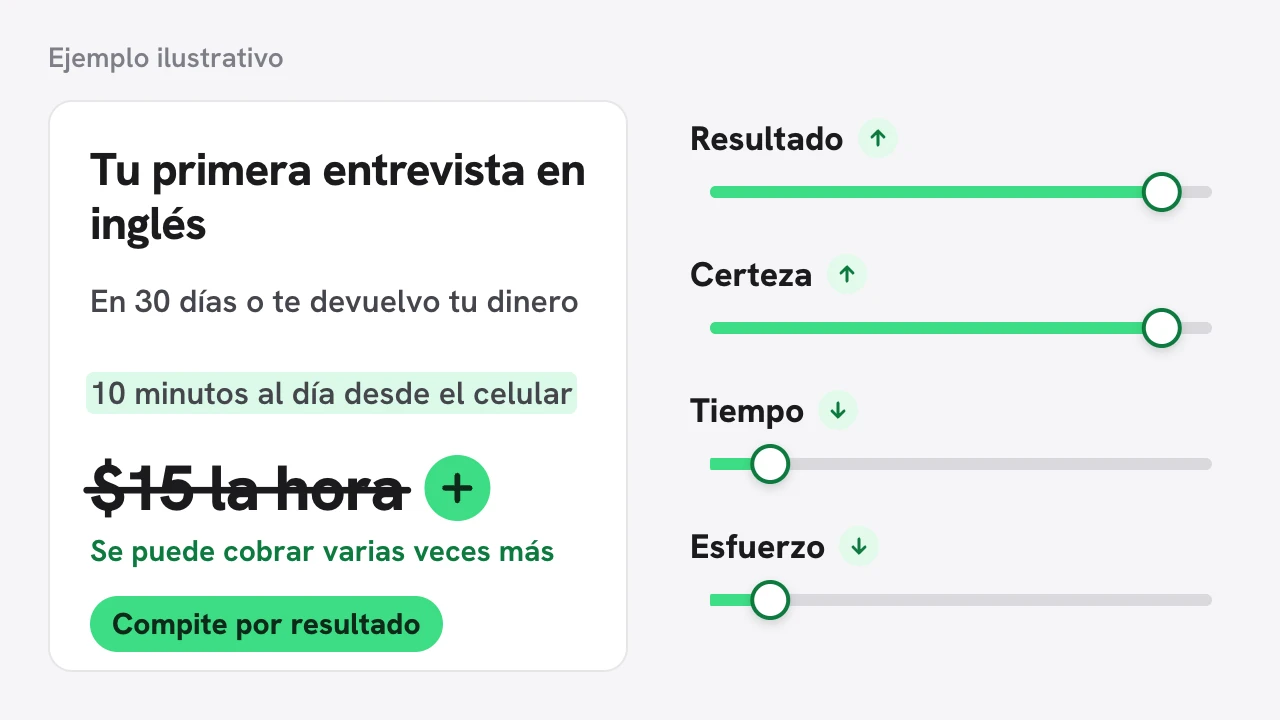 Ejemplo ilustrativo
Tu primera entrevista en
inglés
En 30 días o te devuelvo tu dinero
10 minutos al día desde el celular
$15 la hora
Se puede cobrar varias veces más
Compite por resultado
Resultado
Certeza
Tiempo
Esfuerzo